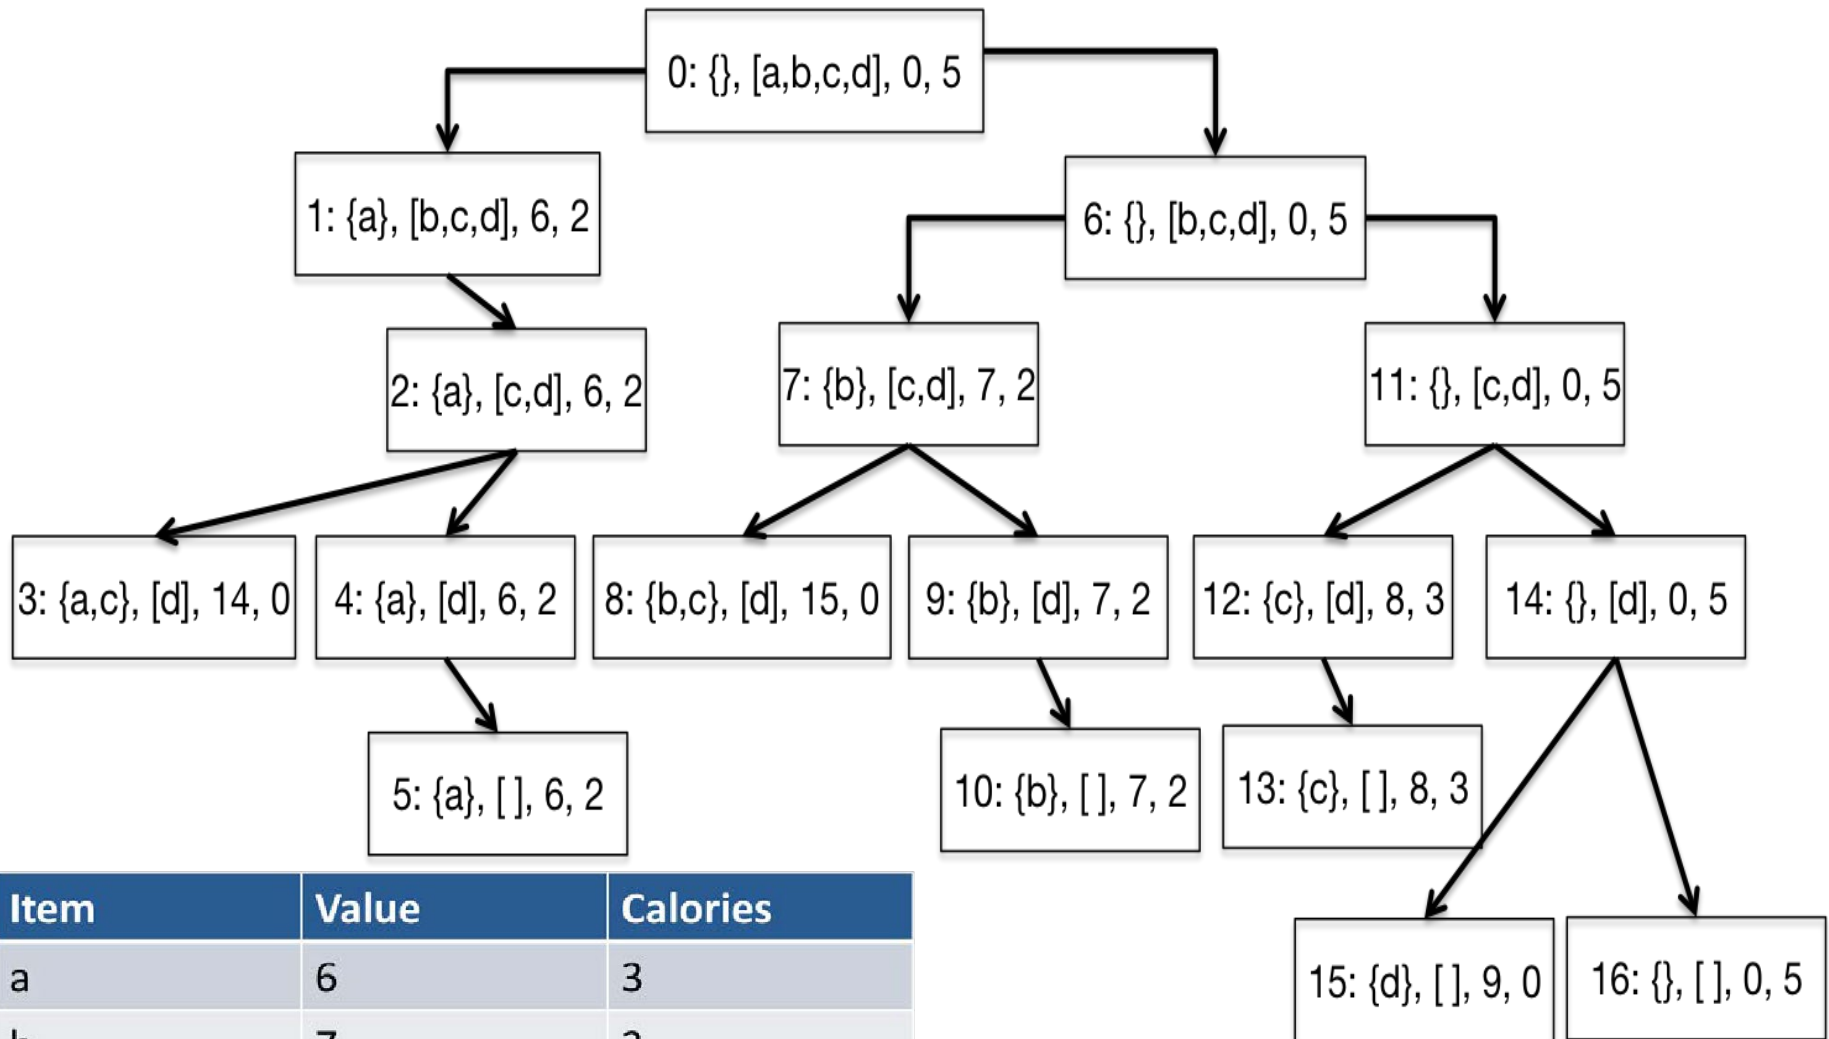 0: {}, [a,b,c,d], 0, 5
1: {a}, [b,c,d], 6, 2
6: {}, [b,c,d], 0, 5
2: {a}, [c,d], 6, 2
7: {b}, [c,d], 7, 2
11: {}, [c,d], 0, 5
3: {a,c}, [d], 14, 0
4: {a}, [d], 6, 2
8: {b,c}, [d], 15, 0
9: {b}, [d], 7, 2
12: {c}, [d], 8, 3
14: {}, [d], 0, 5
5: {a}, [ ], 6, 2
10: {b}, [ ], 7, 2
13: {c}, [ ], 8, 3
15: {d}, [ ], 9, 0
16: {}, [ ], 0, 5
Item Value Calories
a 6 3